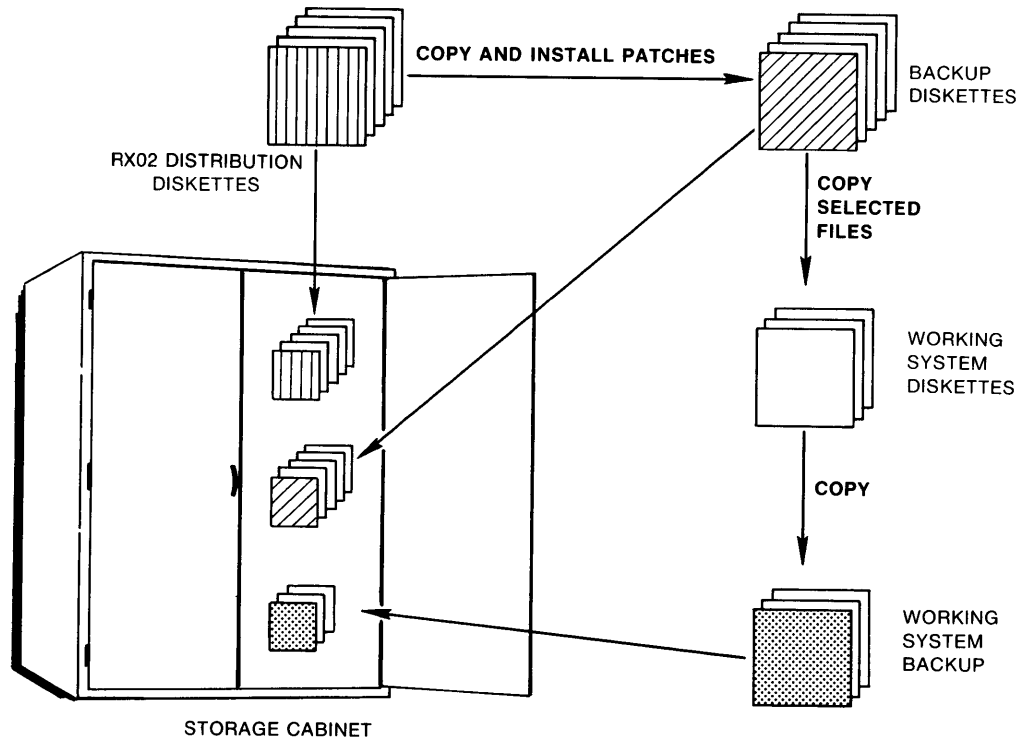 COPY AND INSTALL PATCHES
BACKUP
DISKETTES
RX02 DISTRIBUTION
DISKETTES
COPY
SELECTED
FILES
WORKING
SYSTEM
DISKETTES
COPY
WORKING
SYSTEM
BACKUP
STORAGE CABINET